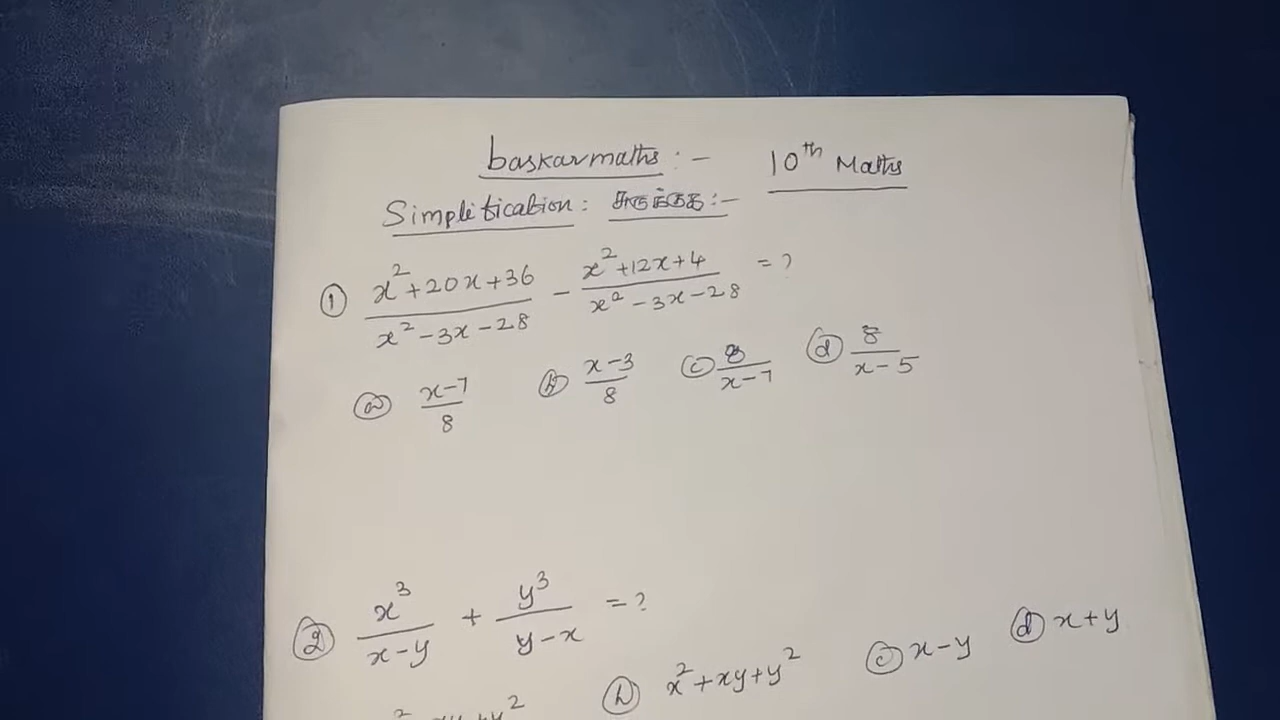 baskarmaths :- 10th Maths
Simplification: சுருக்குக :-
① (x² + 20x + 36)/(x² - 3x - 28) - (x² + 12x + 4)/(x² - 3x - 28) = ?
ⓐ (x-7)/8 ⓑ (x-3)/8 ⓒ 8/(x-7) ⓓ 8/(x-5)
② x³/(x-y) + y³/(y-x) = ?
ⓑ x² + xy + y² ⓒ x-y ⓓ x+y